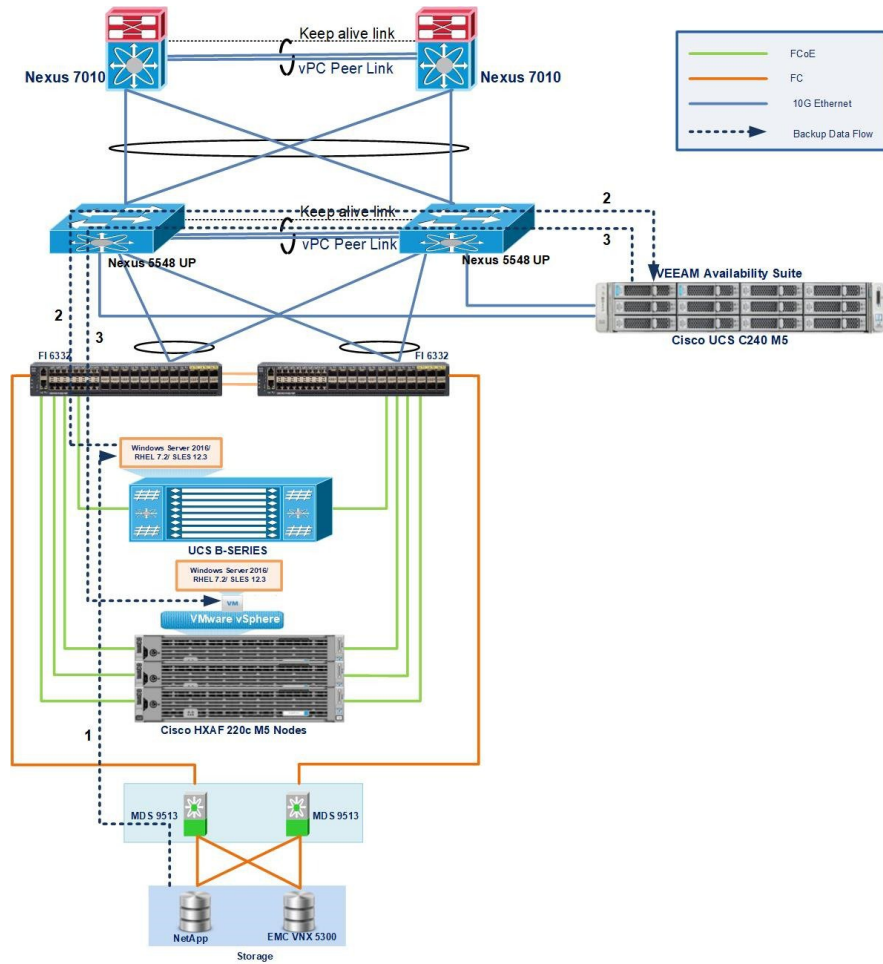 Keep alive link
Nexus 7010
vPC Peer Link
Nexus 7010
FCoE
FC
10G Ethernet
Backup Data Flow
Keep alive link
vPC Peer Link
2
3
Nexus 5548 UP
Nexus 5548 UP
VEEAM Availability Suite
Cisco UCS C240 M5
2
3
FI 6332
FI 6332
Windows Server 2016/
RHEL 7.2/ SLES 12.3
UCS B-SERIES
Windows Server 2016/
RHEL 7.2/ SLES 12.3
VM
VMware vSphere
Cisco HXAF 220c M5 Nodes
1
MDS 9513
MDS 9513
NetApp
EMC VNX 5300
Storage